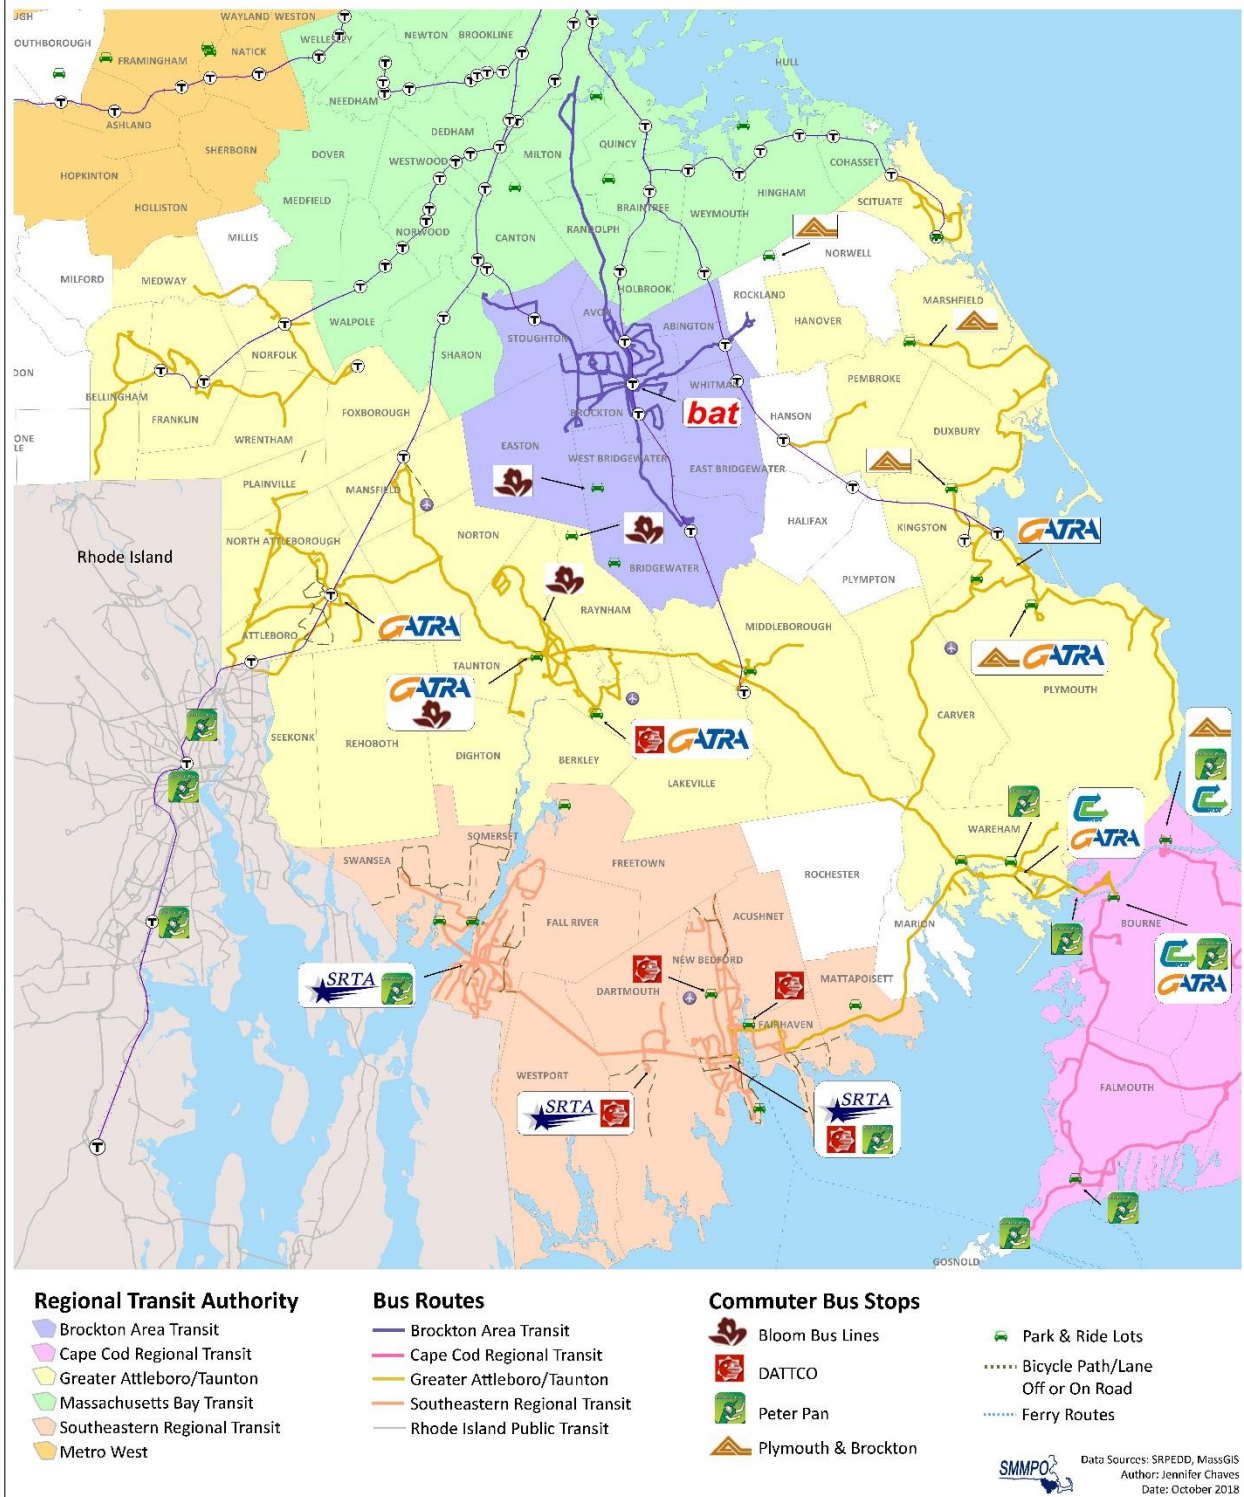 UGH
WAYLAND
WESTON
OUTHBOROUGH
FRAMINGHAM
NATICK
WELLESLEY
NEWTON
BROOKLINE
HULL
NEEDHAM
ASHLAND
DEDHAM
QUINCY
SHERBORN
DOVER
WESTWOOD
MILTON
COHASSET
HOPKINTON
HINGHAM
HOLLISTON
MEDFIELD
BRAINTREE
WEYMOUTH
SCITUATE
NORWOOD
CANTON
RANDOLPH
MILLIS
NORWELL
MILFORD
MEDWAY
HOLBROOK
ROCKLAND
MARSHFIELD
WALPOLE
AVON
ABINGTON
HANOVER
STOUGHTON
NORFOLK
SHARON
DON
PEMBROKE
BELLINGHAM
WHITMAN
FRANKLIN
FOXBOROUGH
BROCKTON
bat
HANSON
ONE
LE
WRENTHAM
EASTON
DUXBURY
WEST BRIDGEWATER
EAST BRIDGEWATER
PLAINVILLE
MANSFIELD
HALIFAX
KINGSTON
GATRA
NORTH ATTLEBOROUGH
NORTON
Rhode Island
BRIDGEWATER
PLYMPTON
RAYNHAM
ATTLEBORO
GATRA
MIDDLEBOROUGH
TAUNTON
GATRA
GATRA
PLYMOUTH
SEEKONK
REHOBOTH
CARVER
DIGHTON
BERKLEY
GATRA
LAKEVILLE
SOMERSET
WAREHAM
GATRA
SWANSEA
FREETOWN
ROCHESTER
FALL RIVER
ACUSHNET
MARION
BOURNE
NEW BEDFORD
SRTA
DARTMOUTH
MATTAPOISETT
GATRA
FAIRHAVEN
WESTPORT
FALMOUTH
SRTA
SRTA
GOSNOLD
Regional Transit Authority
Brockton Area Transit
Cape Cod Regional Transit
Greater Attleboro/Taunton
Massachusetts Bay Transit
Southeastern Regional Transit
Metro West
Bus Routes
Brockton Area Transit
Cape Cod Regional Transit
Greater Attleboro/Taunton
Southeastern Regional Transit
Rhode Island Public Transit
Commuter Bus Stops
Bloom Bus Lines
DATTCO
Peter Pan
Plymouth & Brockton
Park & Ride Lots
Bicycle Path/Lane
Off or On Road
Ferry Routes
SMMPO
Data Sources: SRPEDD, MassGIS
Author: Jennifer Chaves
Date: October 2018